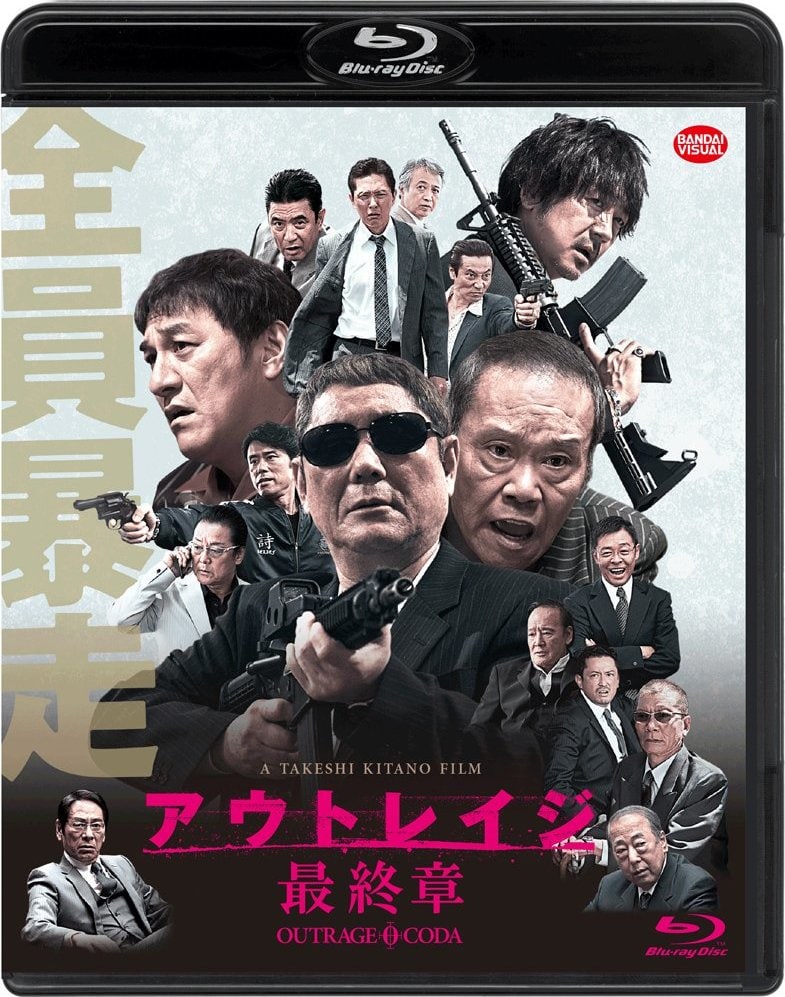 Blu-ray Disc
BANDAI
VISUAL
全員暴走
詩
A TAKESHI KITANO FILM
アウトレイジ
最終章
OUTRAGE CODA
Blu-ray Disc